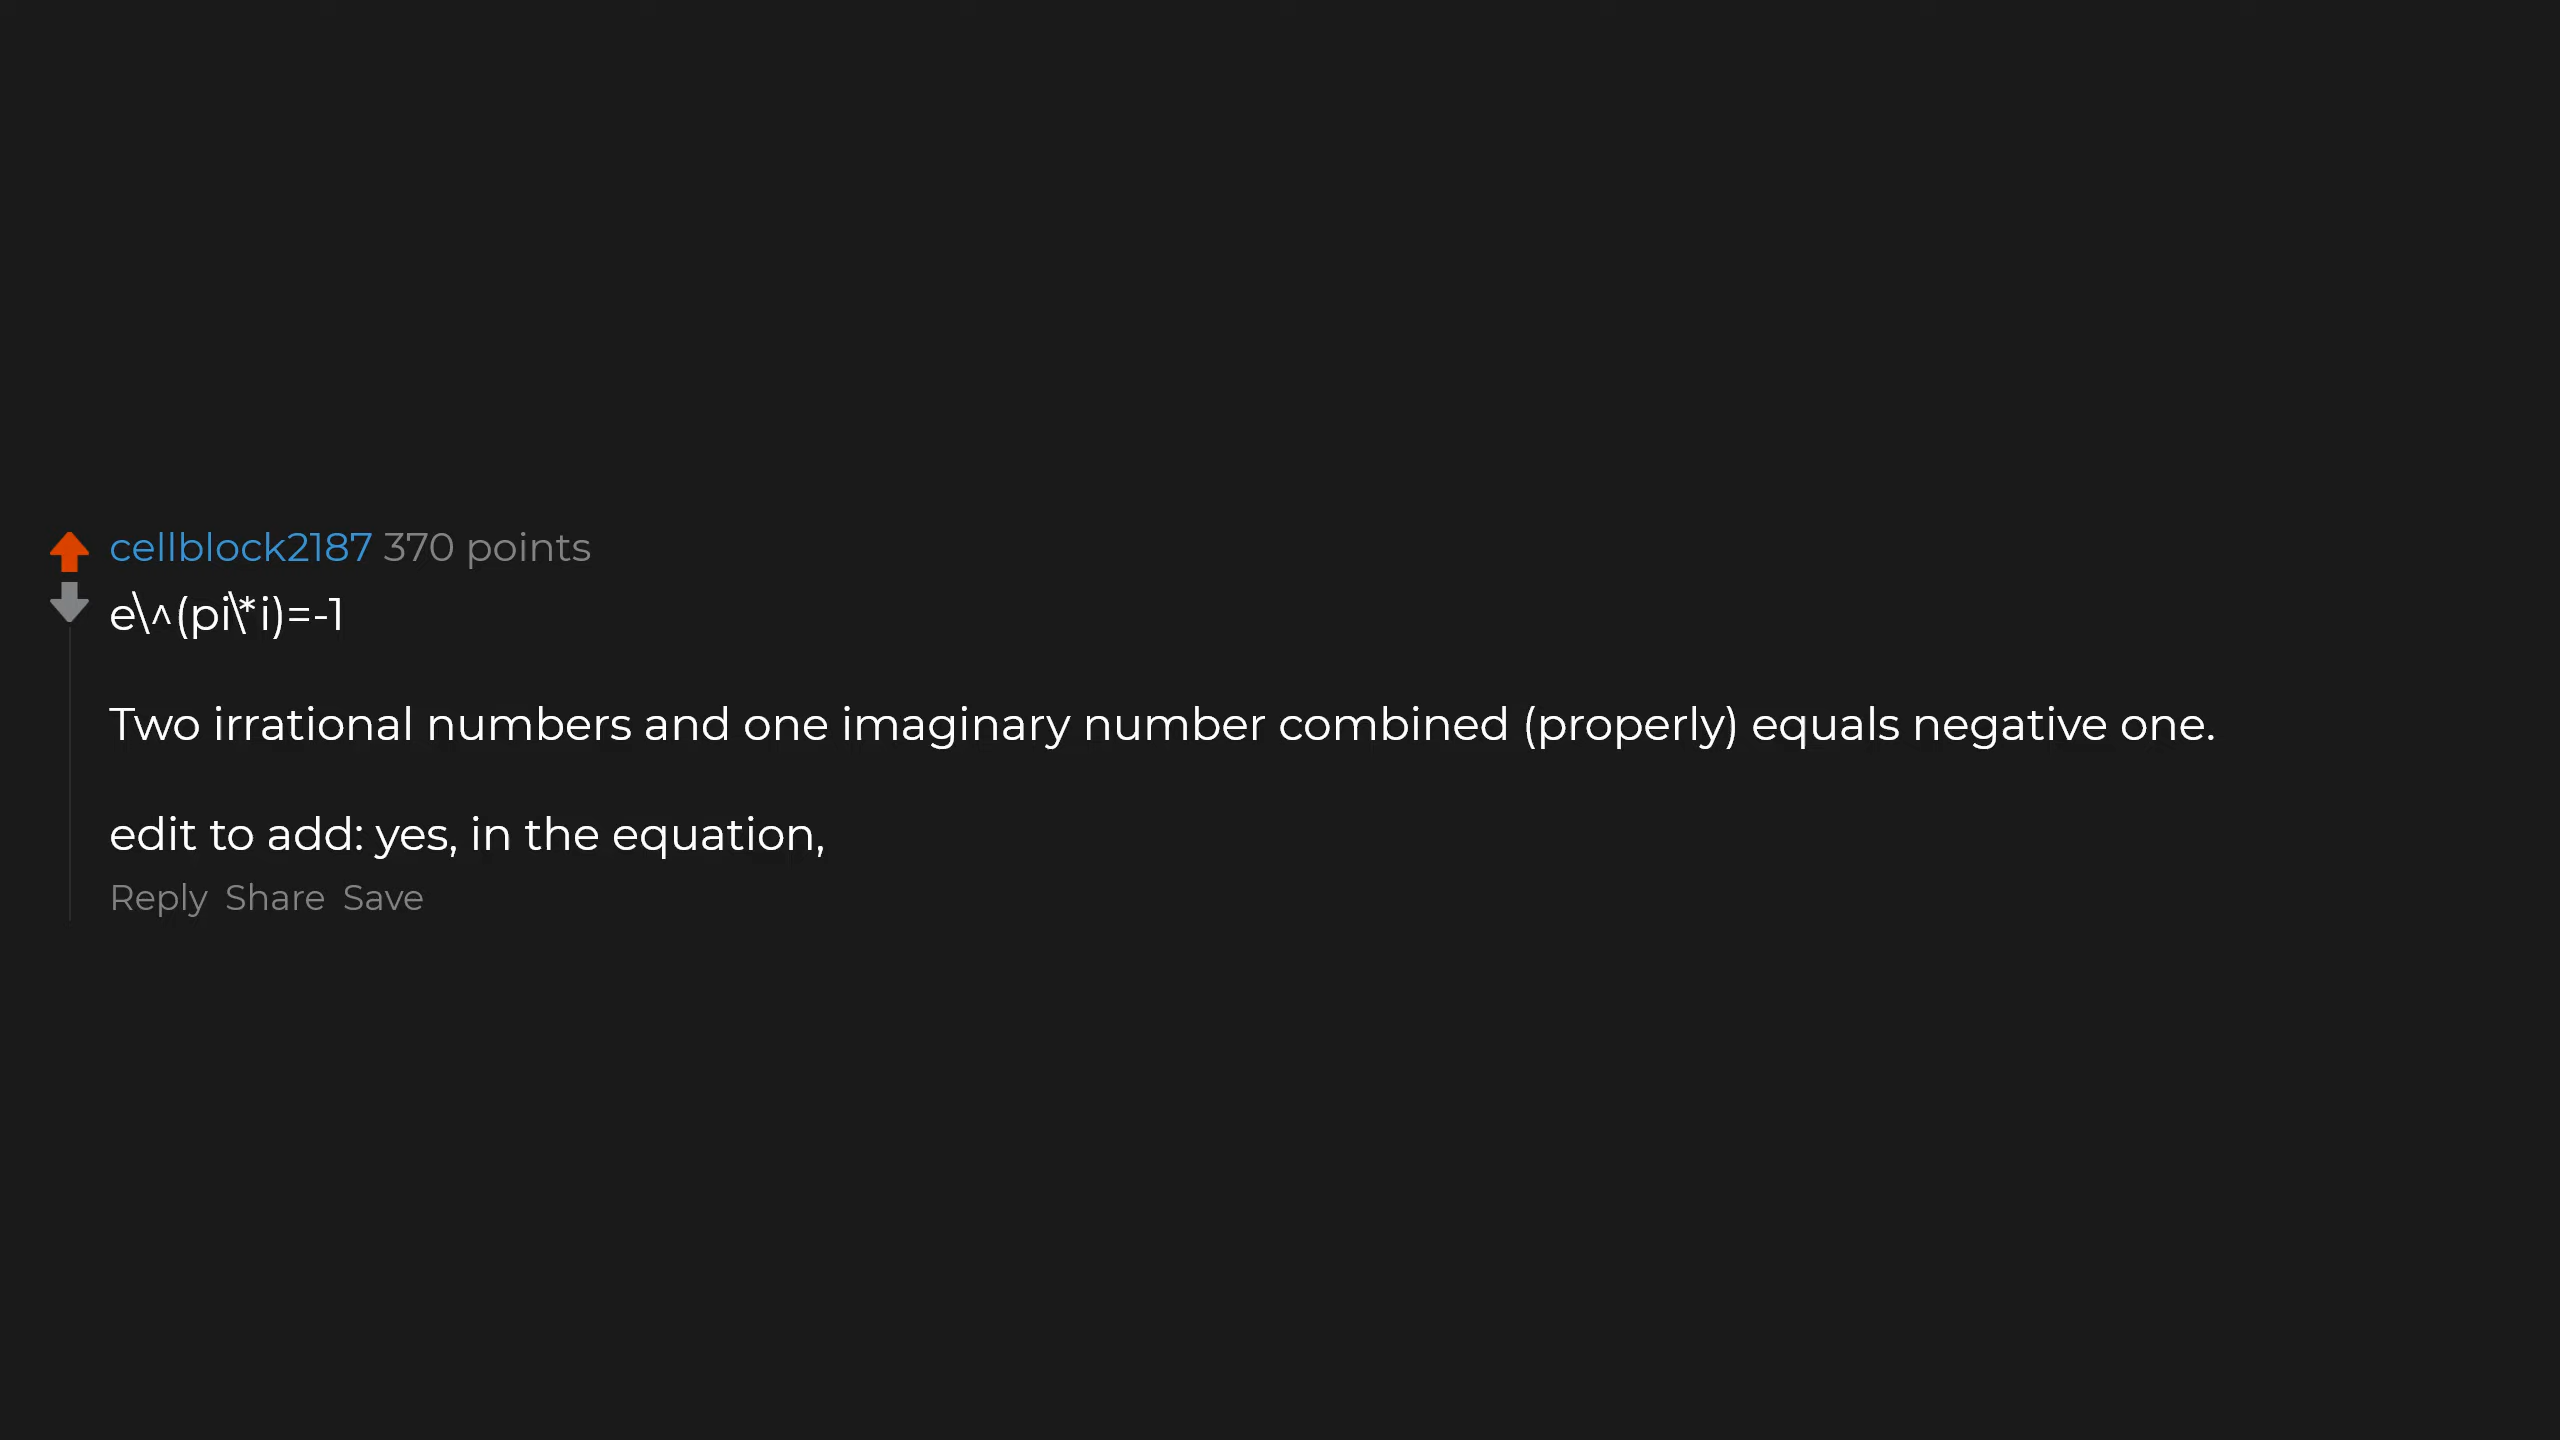 cellblock2187 370 points
e\^(pi\*i)=-1
Two irrational numbers and one imaginary number combined (properly) equals negative one.
edit to add: yes, in the equation,
Reply Share Save